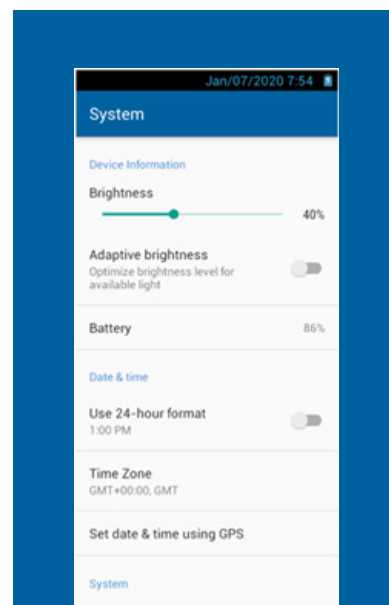 Jan/07/2020 7:54
System
Device Information
Brightness
40%
Adaptive brightness
Optimize brightness level for
available light
Battery 86%
Date & time
Use 24-hour format
1:00 PM
Time Zone
GMT+00:00, GMT
Set date & time using GPS
System